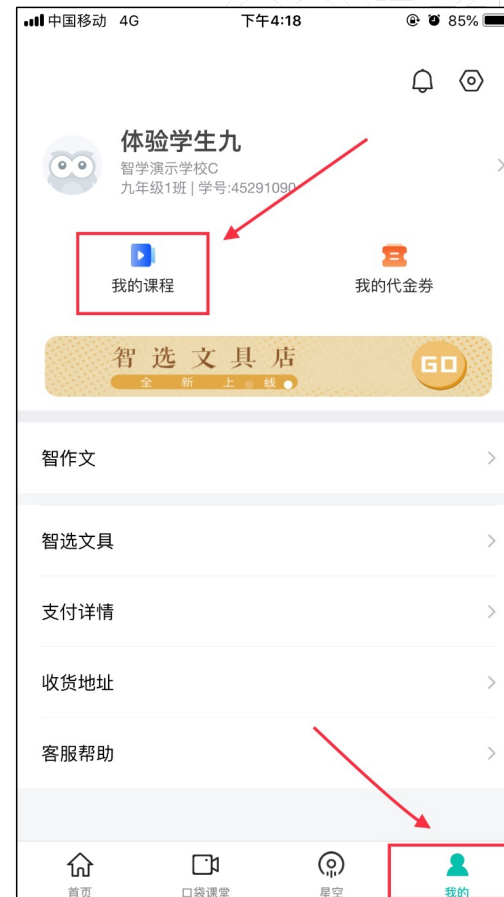 中国移动 4G 下午4:18 85%
体验学生九
智学演示学校C
九年级1班 | 学号:45291090
我的课程 我的代金券
智选文具店 GO
全新上线
智作文
智选文具
支付详情
收货地址
客服帮助
首页 口袋课堂 星空 我的